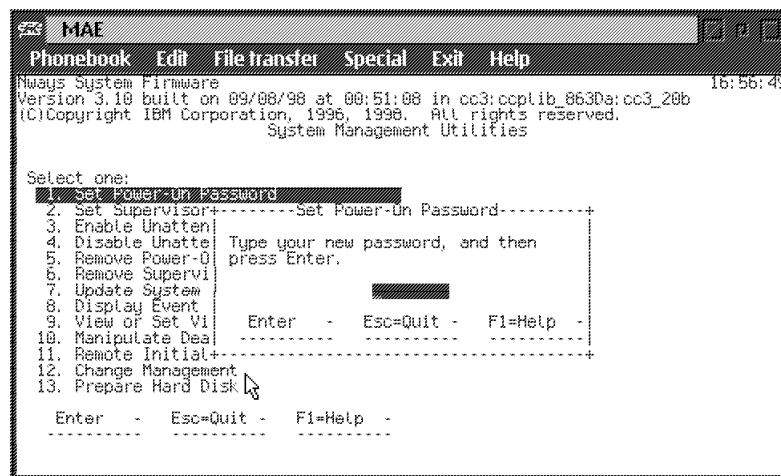 MAE
Phonebook Edit File transfer Special Exit Help
Nways System Firmware 16:56:49
Version 3.10 built on 09/08/98 at 00:51:08 in cc3:ccplib_863Da:cc3_20b
(C)Copyright IBM Corporation, 1996, 1998. All rights reserved.
System Management Utilities
Select one:
1. Set Power-On Password
2. Set Supervisor+--------Set Power-On Password---------+
3. Enable Unatten
4. Disable Unatte| Type your new password, and then
5. Remove Power-O| press Enter.
6. Remove Supervi|
7. Update System
8. Display Event
9. View or Set Vi| Enter - Esc=Quit - F1=Help -|
10. Manipulate Dea| ---------- ---------- ----------
11. Remote Initial+---------------------------------------+
12. Change Management
13. Prepare Hard Disk
Enter - Esc=Quit - F1=Help -
---------- ---------- ----------